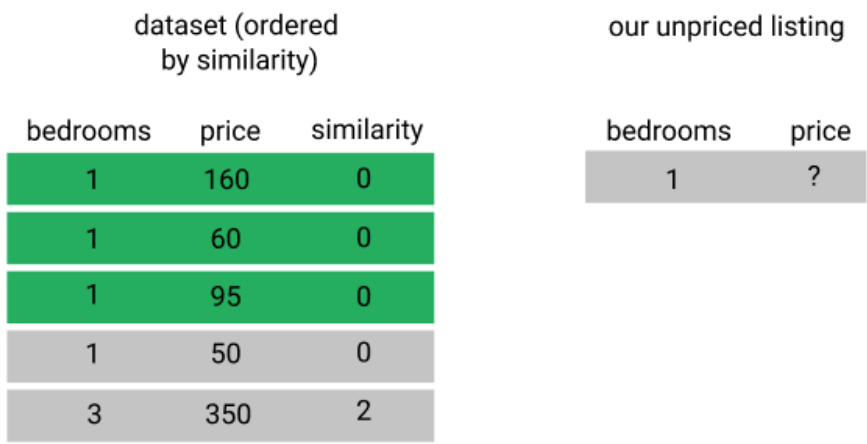 dataset (ordered
by similarity)
bedrooms price similarity
1 160 0
1 60 0
1 95 0
1 50 0
3 350 2
our unpriced listing
bedrooms price
1 ?